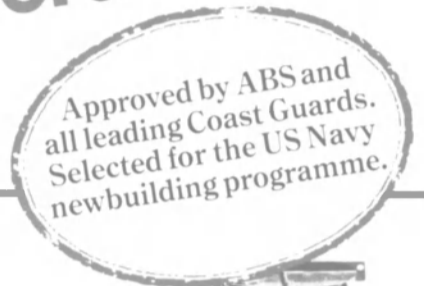 Approved by ABS and
all leading Coast Guards.
Selected for the US Navy
newbuilding programme.